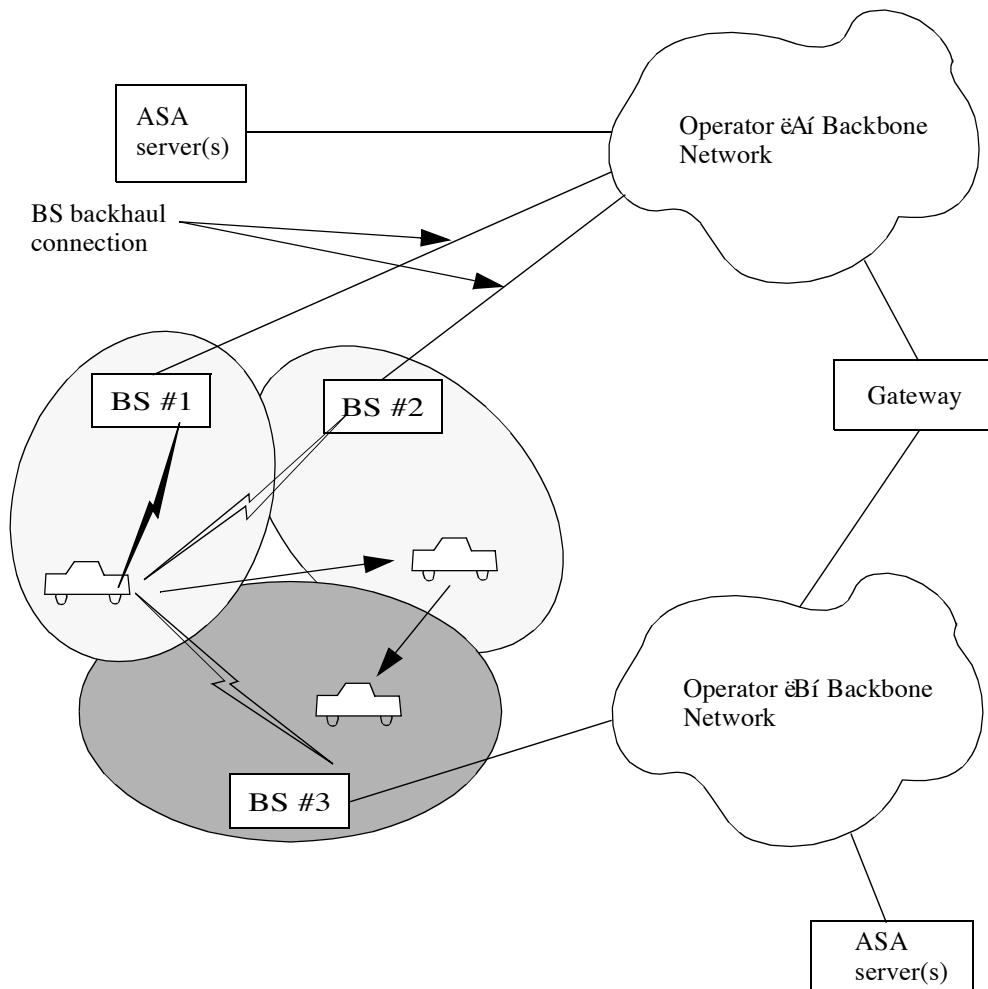 ASA
server(s)
Operator ëAí Backbone
Network
BS backhaul
connection
BS #1
BS #2
Gateway
Operator ëBí Backbone
Network
BS #3
ASA
server(s)